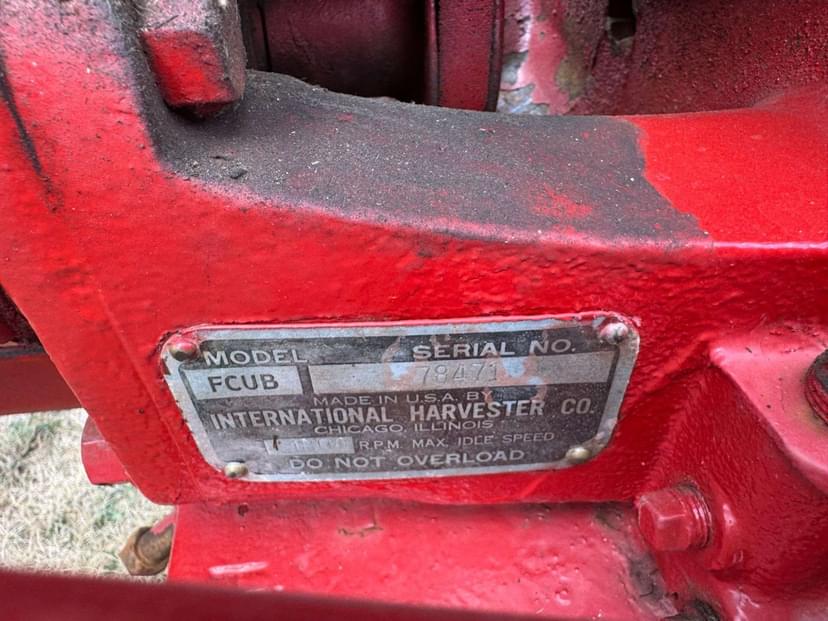 MODEL SERIAL NO.
FCUB 78471
MADE IN U.S.A. BY
INTERNATIONAL HARVESTER CO.
CHICAGO, ILLINOIS
R.P.M. MAX. IDLE SPEED
DO NOT OVERLOAD